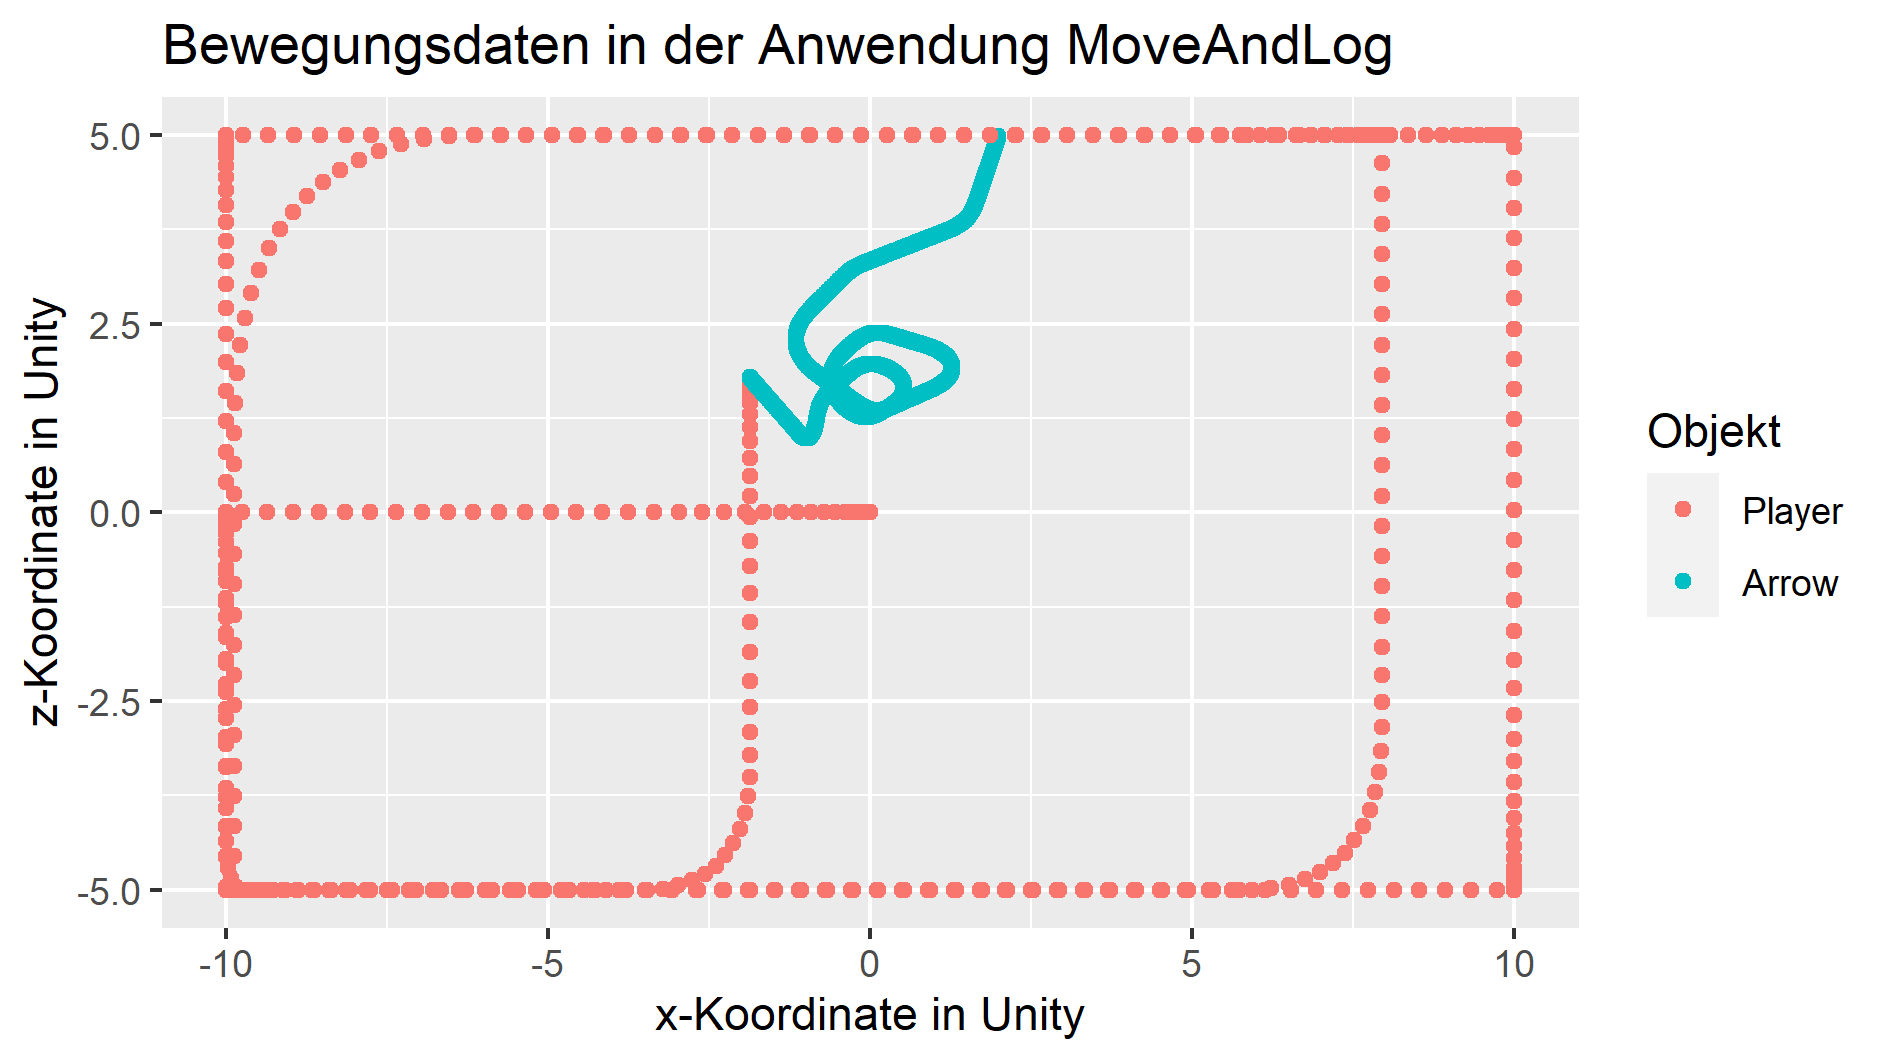 Bewegungsdaten in der Anwendung MoveAndLog
z-Koordinate in Unity
5.0
2.5
0.0
-2.5
-5.0
-10
-5
0
5
10
x-Koordinate in Unity
Objekt
Player
Arrow